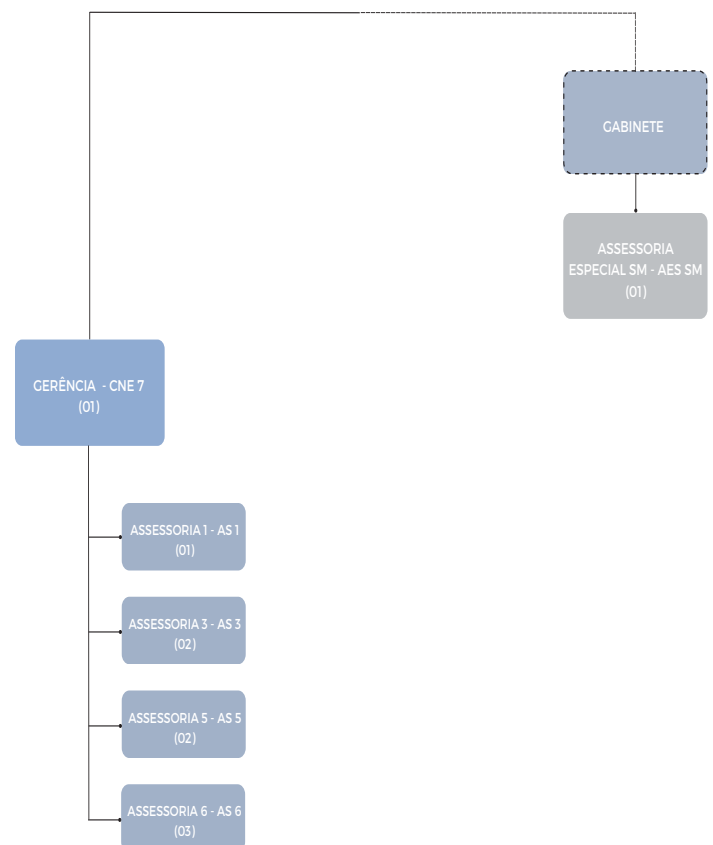 GABINETE
ASSESSORIA
ESPECIAL SM - AES SM
(01)
GERÊNCIA - CNE 7
(01)
ASSESSORIA 1 - AS 1
(01)
ASSESSORIA 3 - AS 3
(02)
ASSESSORIA 5 - AS 5
(02)
ASSESSORIA 6 - AS 6
(03)